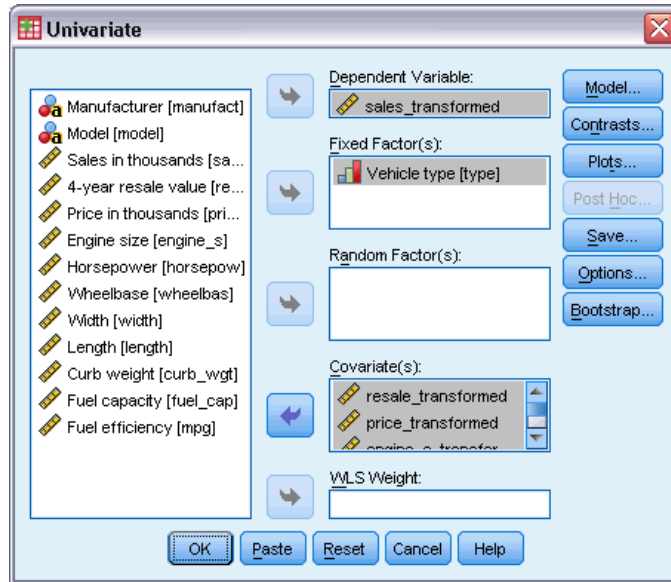 Univariate
Manufacturer [manufact]
Model [model]
Sales in thousands [sa...
4-year resale value [re...
Price in thousands [pri...
Engine size [engine_s]
Horsepower [horsepow]
Wheelbase [wheelbas]
Width [width]
Length [length]
Curb weight [curb_wgt]
Fuel capacity [fuel_cap]
Fuel efficiency [mpg]
Dependent Variable:
sales_transformed
Fixed Factor(s):
Vehicle type [type]
Random Factor(s):
Covariate(s):
resale_transformed
price_transformed
WLS Weight:
Model...
Contrasts...
Plots...
Post Hoc...
Save...
Options...
Bootstrap...
OK
Paste
Reset
Cancel
Help